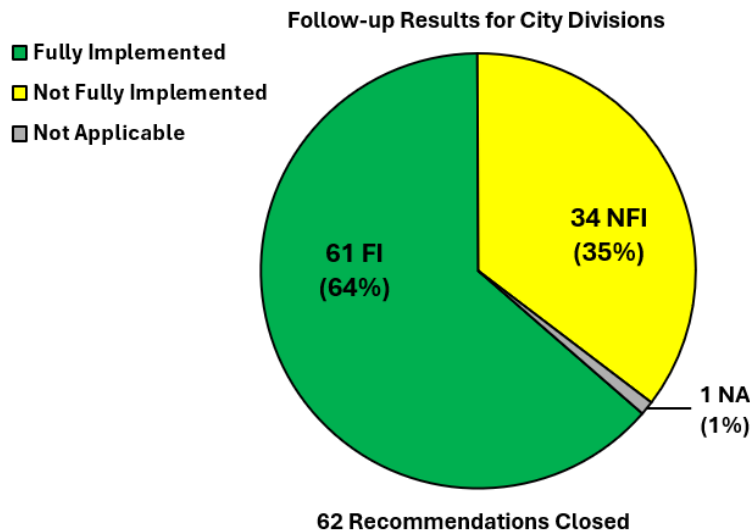 Follow-up Results for City Divisions
Fully Implemented
Not Fully Implemented
Not Applicable
34 NFI
(35%)
61 FI
(64%)
1 NA
(1%)
62 Recommendations Closed